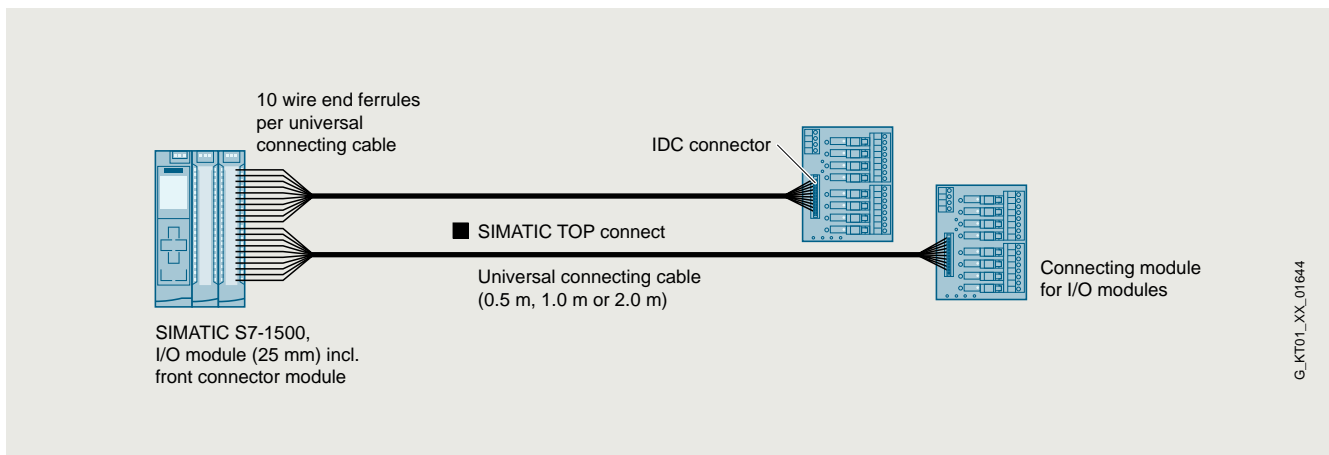 10 wire end ferrules
per universal
connecting cable
IDC connector
SIMATIC TOP connect
Universal connecting cable
(0.5 m, 1.0 m or 2.0 m)
Connecting module
for I/O modules
SIMATIC S7-1500,
I/O module (25 mm) incl.
front connector module
G_KT01_XX_01644